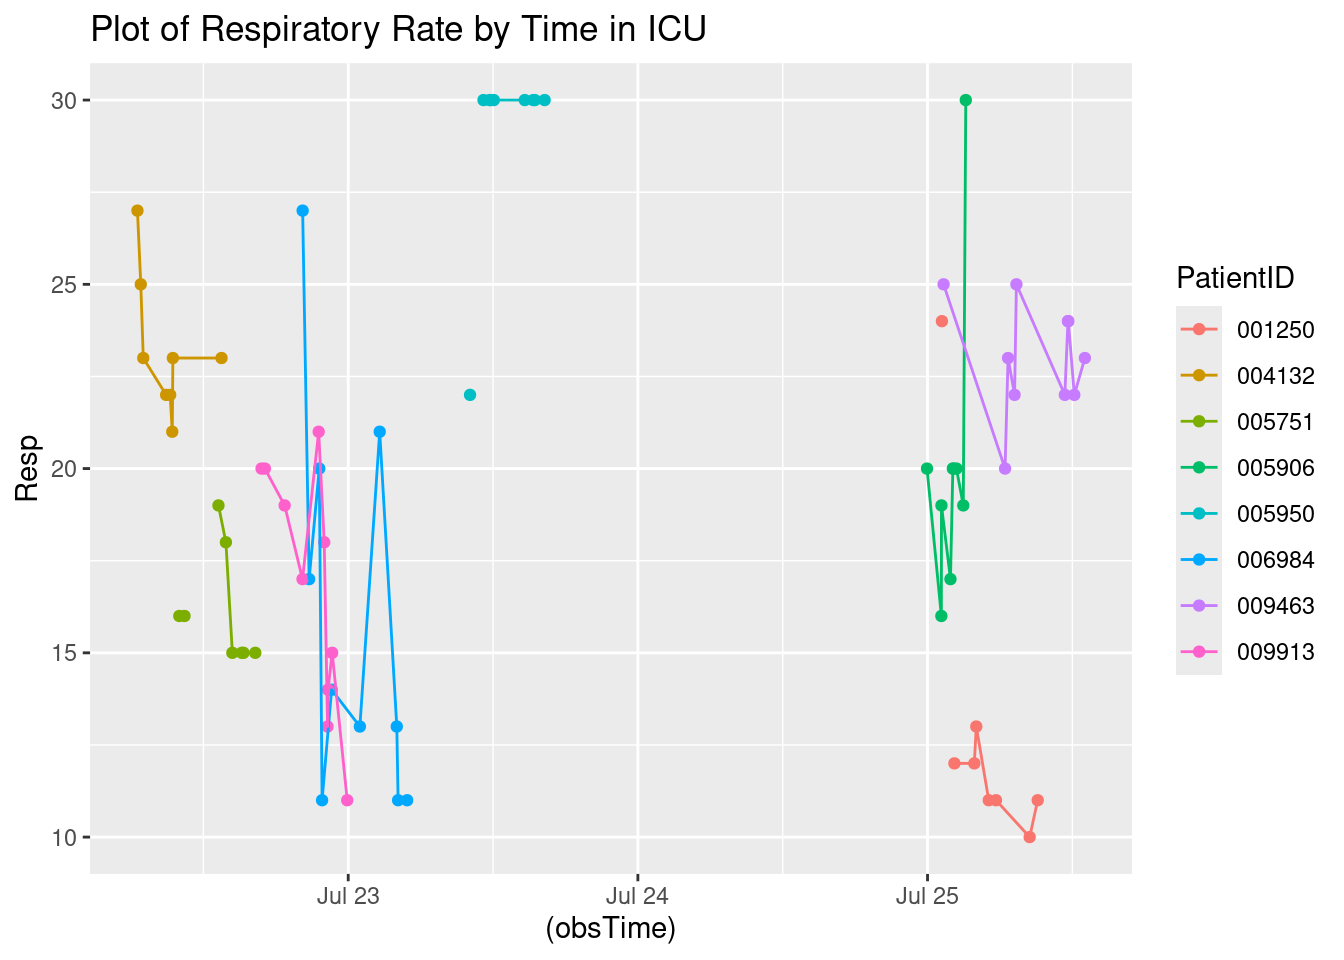 Plot of Respiratory Rate by Time in ICU
30
25
20
15
10
Resp
Jul 23
Jul 24
Jul 25
(obsTime)
PatientID
001250
004132
005751
005906
005950
006984
009463
009913